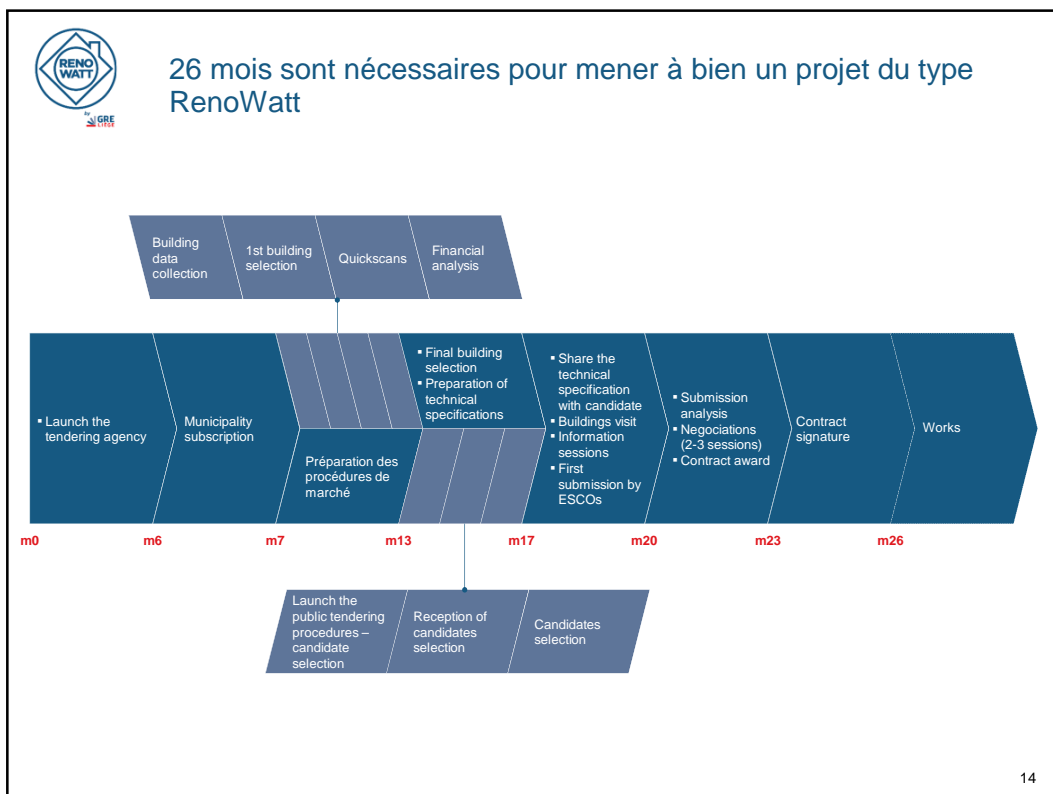 RENO
WATT
by
GRE
LIEGE
26 mois sont nécessaires pour mener à bien un projet du type
RenoWatt
Building
data
collection
1st building
selection
Quickscans
Financial
analysis
▪ Launch the
tendering agency
Municipality
subscription
Préparation des
procédures de
marché
▪ Final building
selection
▪ Preparation of
technical
specifications
▪ Share the
technical
specification
with candidate
▪ Buildings visit
▪ Information
sessions
▪ First
submission by
ESCOs
▪ Submission
analysis
▪ Negociations
(2-3 sessions)
▪ Contract award
Contract
signature
Works
m0
m6
m7
m13
m17
m20
m23
m26
Launch the
public tendering
procedures –
candidate
selection
Reception of
candidates
selection
Candidates
selection
14